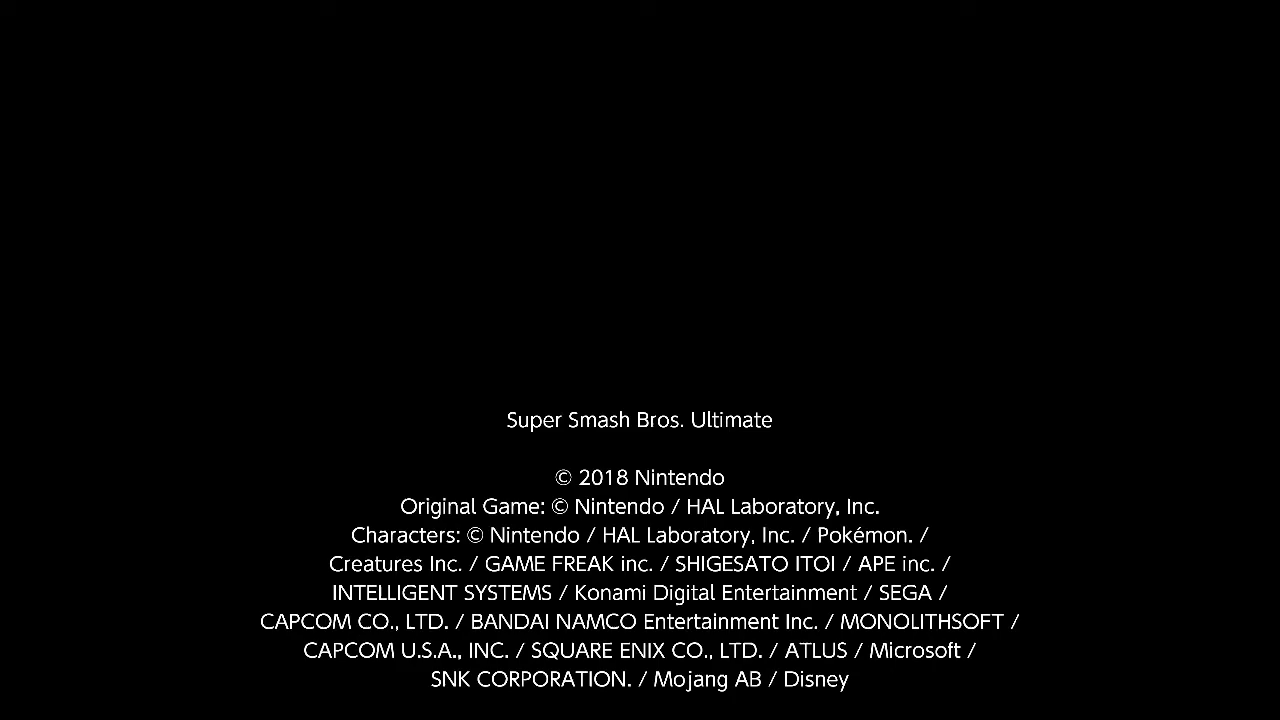 Super Smash Bros. Ultimate
© 2018 Nintendo
Original Game: © Nintendo / HAL Laboratory, Inc.
Characters: © Nintendo / HAL Laboratory, Inc. / Pokémon. /
Creatures Inc. / GAME FREAK inc. / SHIGESATO ITOI / APE inc. /
INTELLIGENT SYSTEMS / Konami Digital Entertainment / SEGA /
CAPCOM CO., LTD. / BANDAI NAMCO Entertainment Inc. / MONOLITHSOFT /
CAPCOM U.S.A., INC. / SQUARE ENIX CO., LTD. / ATLUS / Microsoft /
SNK CORPORATION. / Mojang AB / Disney